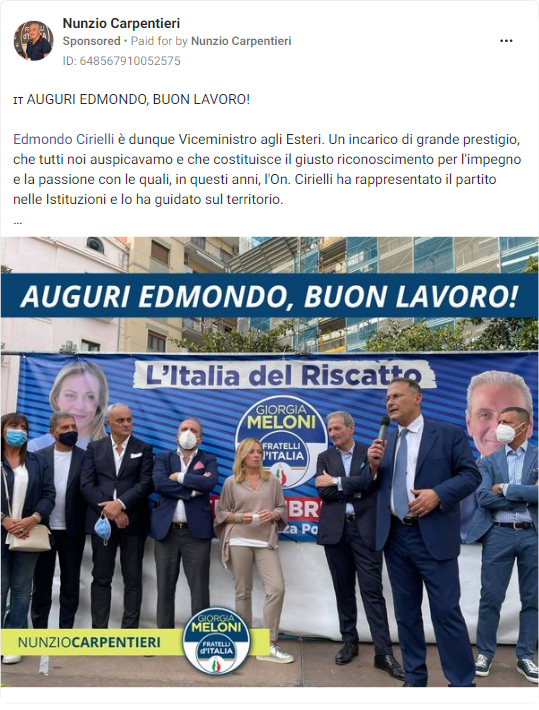 Nunzio Carpentieri
Sponsored • Paid for by Nunzio Carpentieri
ID: 648567910052575
IT AUGURI EDMONDO, BUON LAVORO!
Edmondo Cirielli è dunque Viceministro agli Esteri. Un incarico di grande prestigio,
che tutti noi auspicavamo e che costituisce il giusto riconoscimento per l'impegno
e la passione con le quali, in questi anni, l'On. Cirielli ha rappresentato il partito
nelle Istituzioni e lo ha guidato sul territorio.
...
AUGURI EDMONDO, BUON LAVORO!
L'Italia del Riscatto
GIORGIA
MELONI
FRATELLI
d'ITALIA
NUNZIOCARPENTIERI
GIORGIA
MELONI
FRATELLI
d'ITALIA